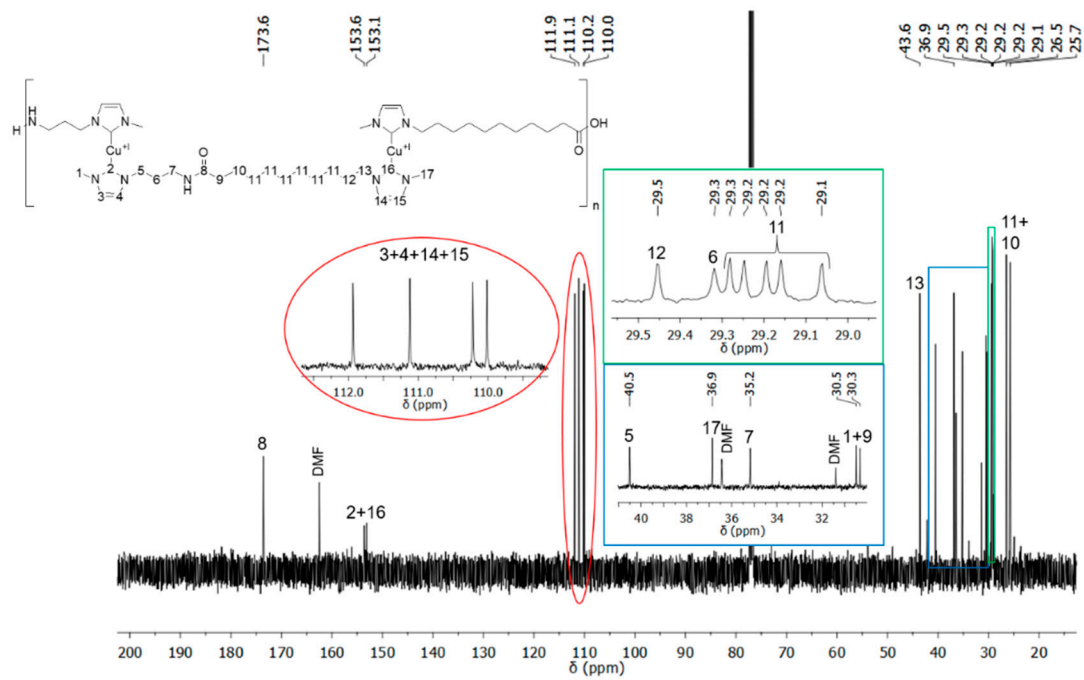 173.6 153.6 153.1 111.9 111.1 110.2 110.0 43.6 36.9 29.5 29.3 29.2 29.2 29.2 29.1 26.5 25.7
H N H N N Cu+I N N O OH Cu+I n
1 N 2 N 3 4 5 6 7 N H O 8 9 10 11 11 11 11 11 11 12 13 N 16 N 17 14 15
29.5 29.3 29.3 29.2 29.2 29.2 29.1
12 6 11
29.5 29.4 29.3 29.2 29.1 29.0
δ (ppm)
11+
10
13
3+4+14+15
112.0 111.0 110.0
δ (ppm)
40.5 36.9 35.2 30.5 30.3
5 17 DMF 7 DMF 1+9
40 38 36 34 32
δ (ppm)
8 DMF 2+16
200 190 180 170 160 150 140 130 120 110 100 90 80 70 60 50 40 30 20
δ (ppm)